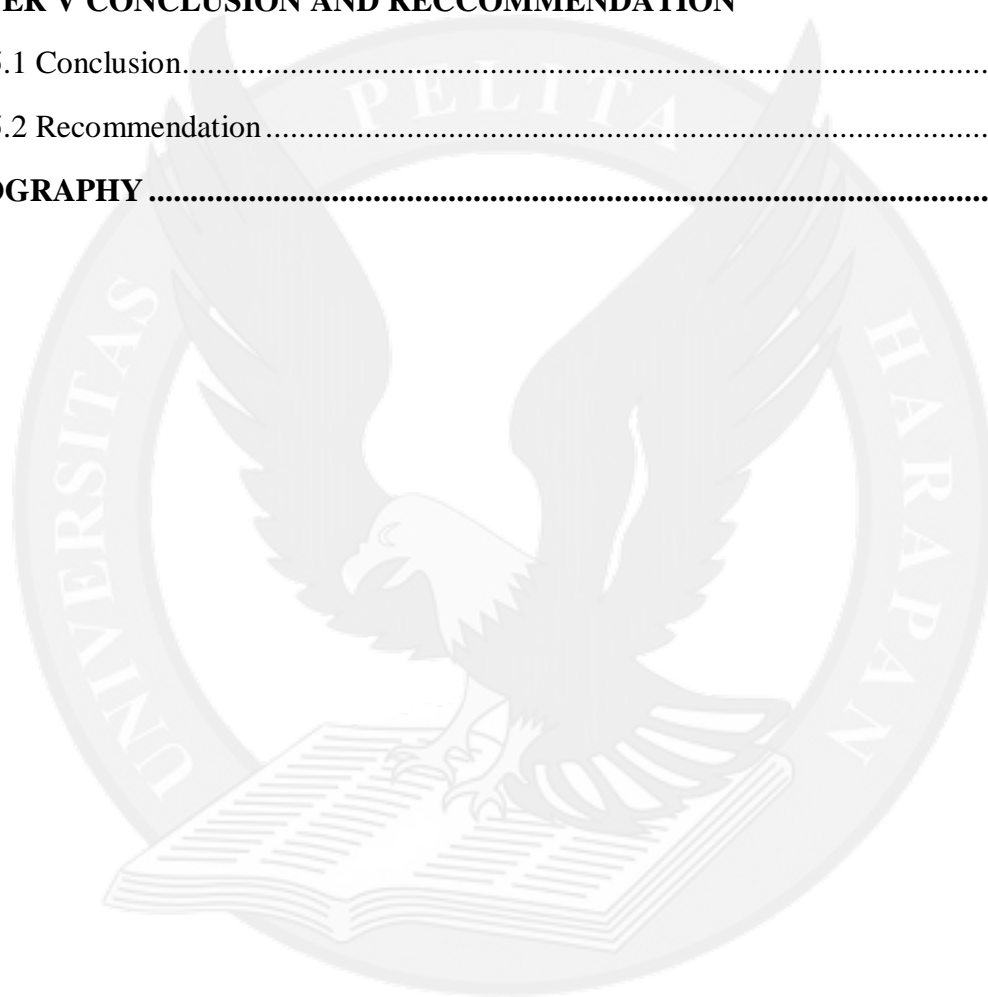 ER V CONCLUSION AND RECCOMMENDATION
5.1 Conclusion........................................................................................................
5.2 Recommendation..............................................................................................
OGRAPHY ............................................................................................................
UNIVERSITAS PELITA HARAPAN